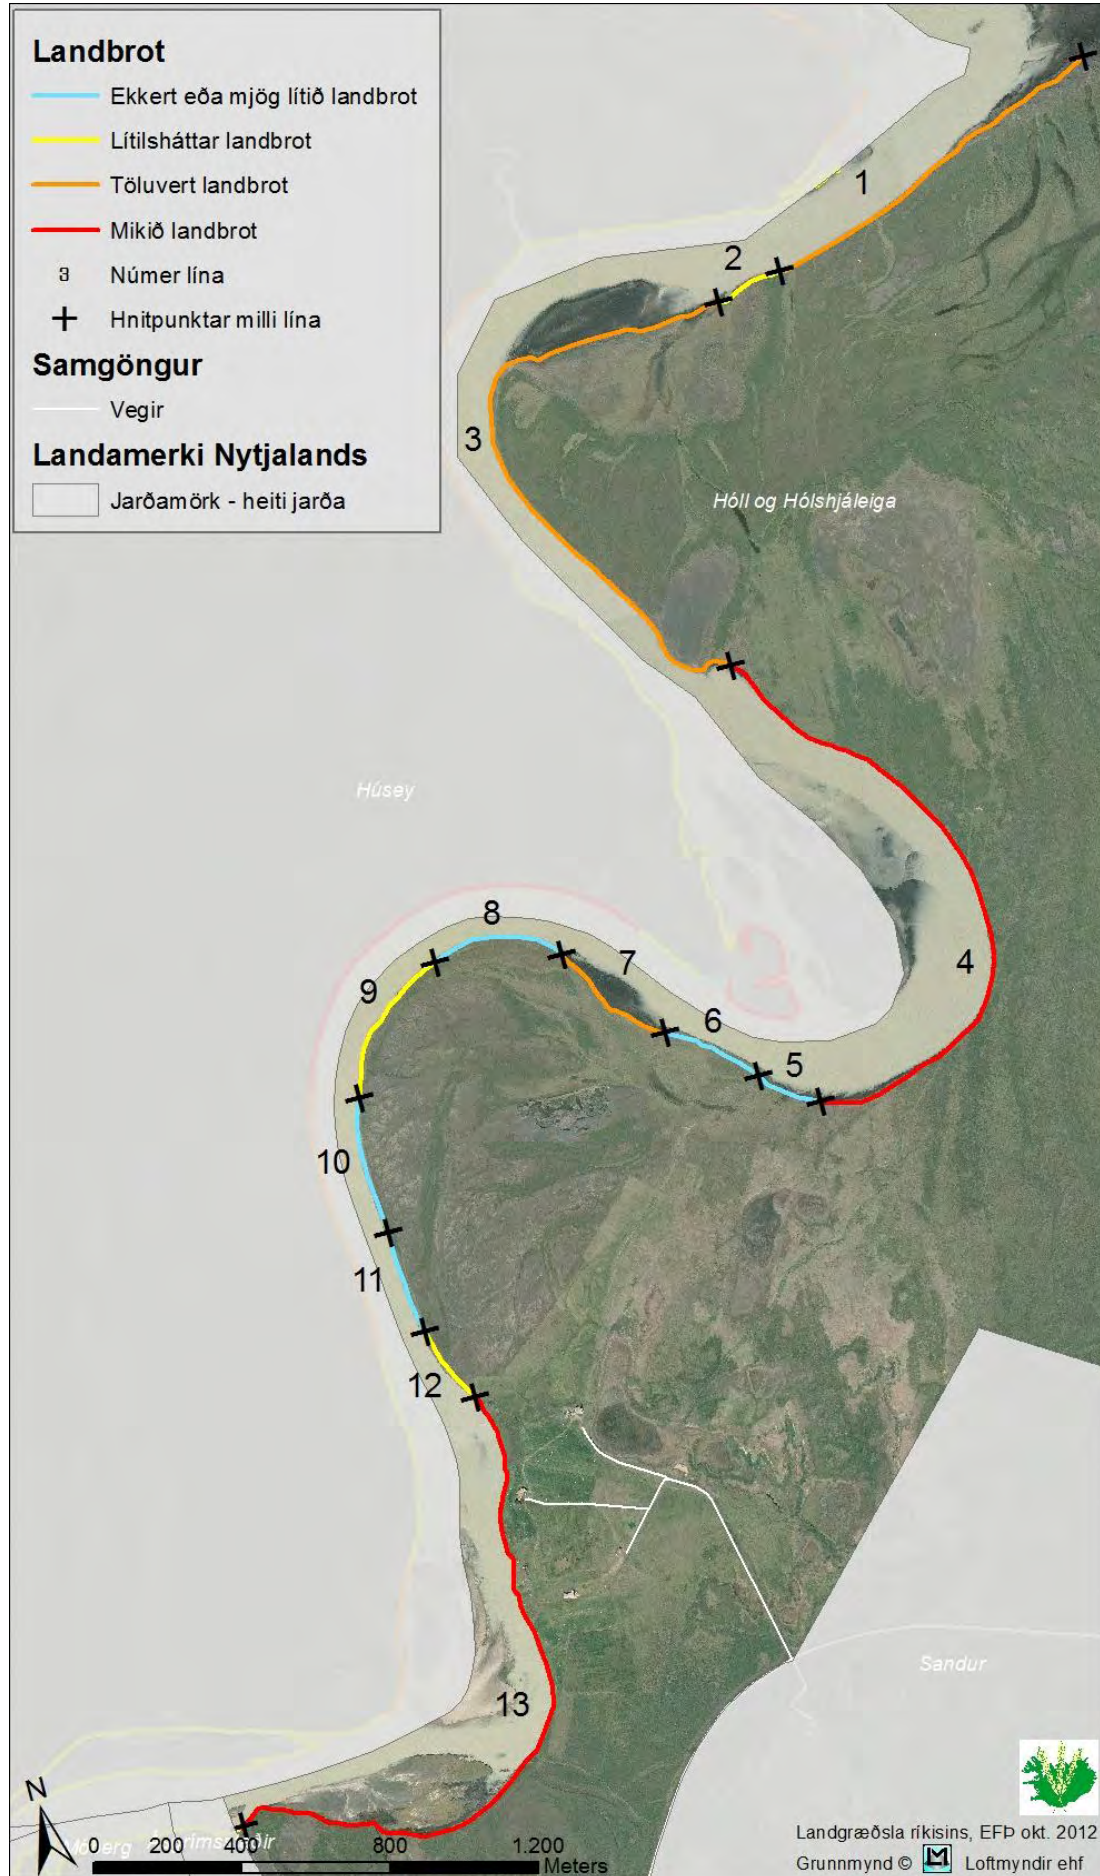 Landbrot
Ekkert eða mjög lítið landbrot
Lítilsháttar landbrot
Töluvert landbrot
Mikið landbrot
3 Númer lína
Hnitpunktar milli lína
Samgöngur
Vegir
Landamerki Nytjalands
Jarðamörk - heiti jarða
1
2
3
Hóll og Hólshjáleiga
Húsey
4
5
6
7
8
9
10
11
12
13
Sandur
N
0 200 400 800 1.200
Meters
Landgræðsla ríkisins, EFÞ okt. 2012
Grunnmynd © LM Loftmyndir ehf